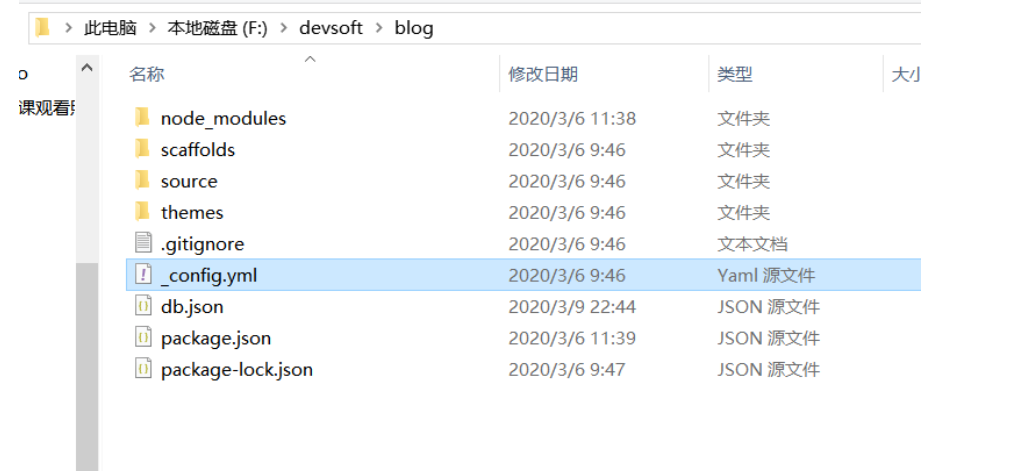 此电脑 > 本地磁盘 (F:) > devsoft > blog
名称 修改日期 类型 大小
课观看
node_modules 2020/3/6 11:38 文件夹
scaffolds 2020/3/6 9:46 文件夹
source 2020/3/6 9:46 文件夹
themes 2020/3/6 9:46 文件夹
.gitignore 2020/3/6 9:46 文本文档
_config.yml 2020/3/6 9:46 Yaml 源文件
db.json 2020/3/9 22:44 JSON 源文件
package.json 2020/3/6 11:39 JSON 源文件
package-lock.json 2020/3/6 9:47 JSON 源文件